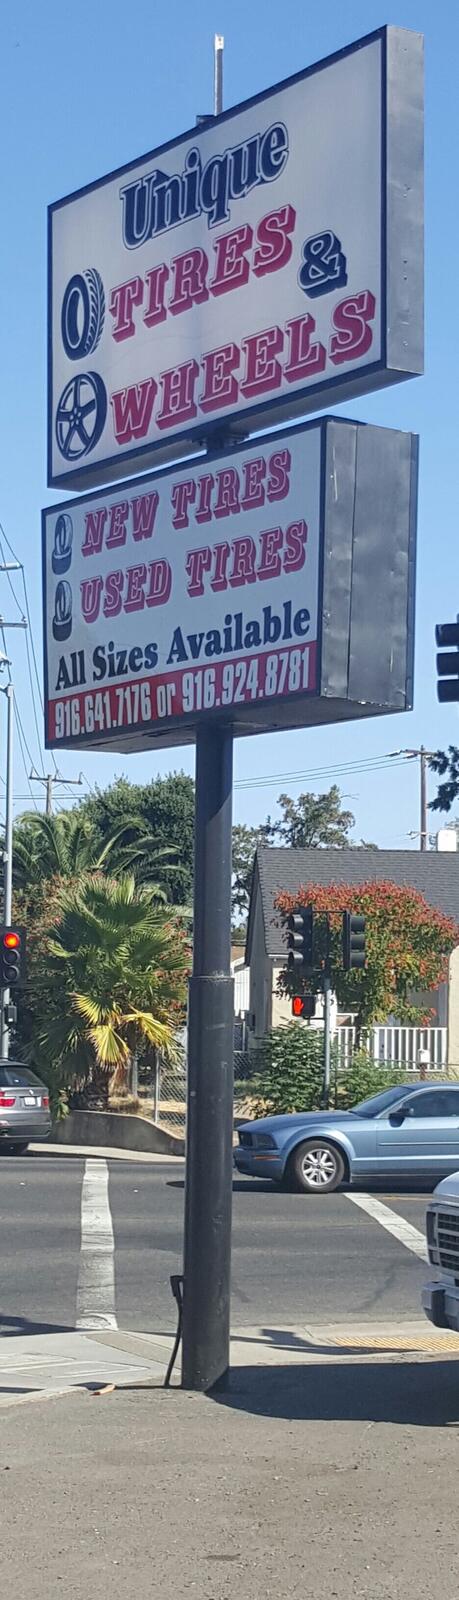 Unique
TIRES &
WHEELS
NEW TIRES
USED TIRES
All Sizes Available
916.641.7176 or 916.924.8781